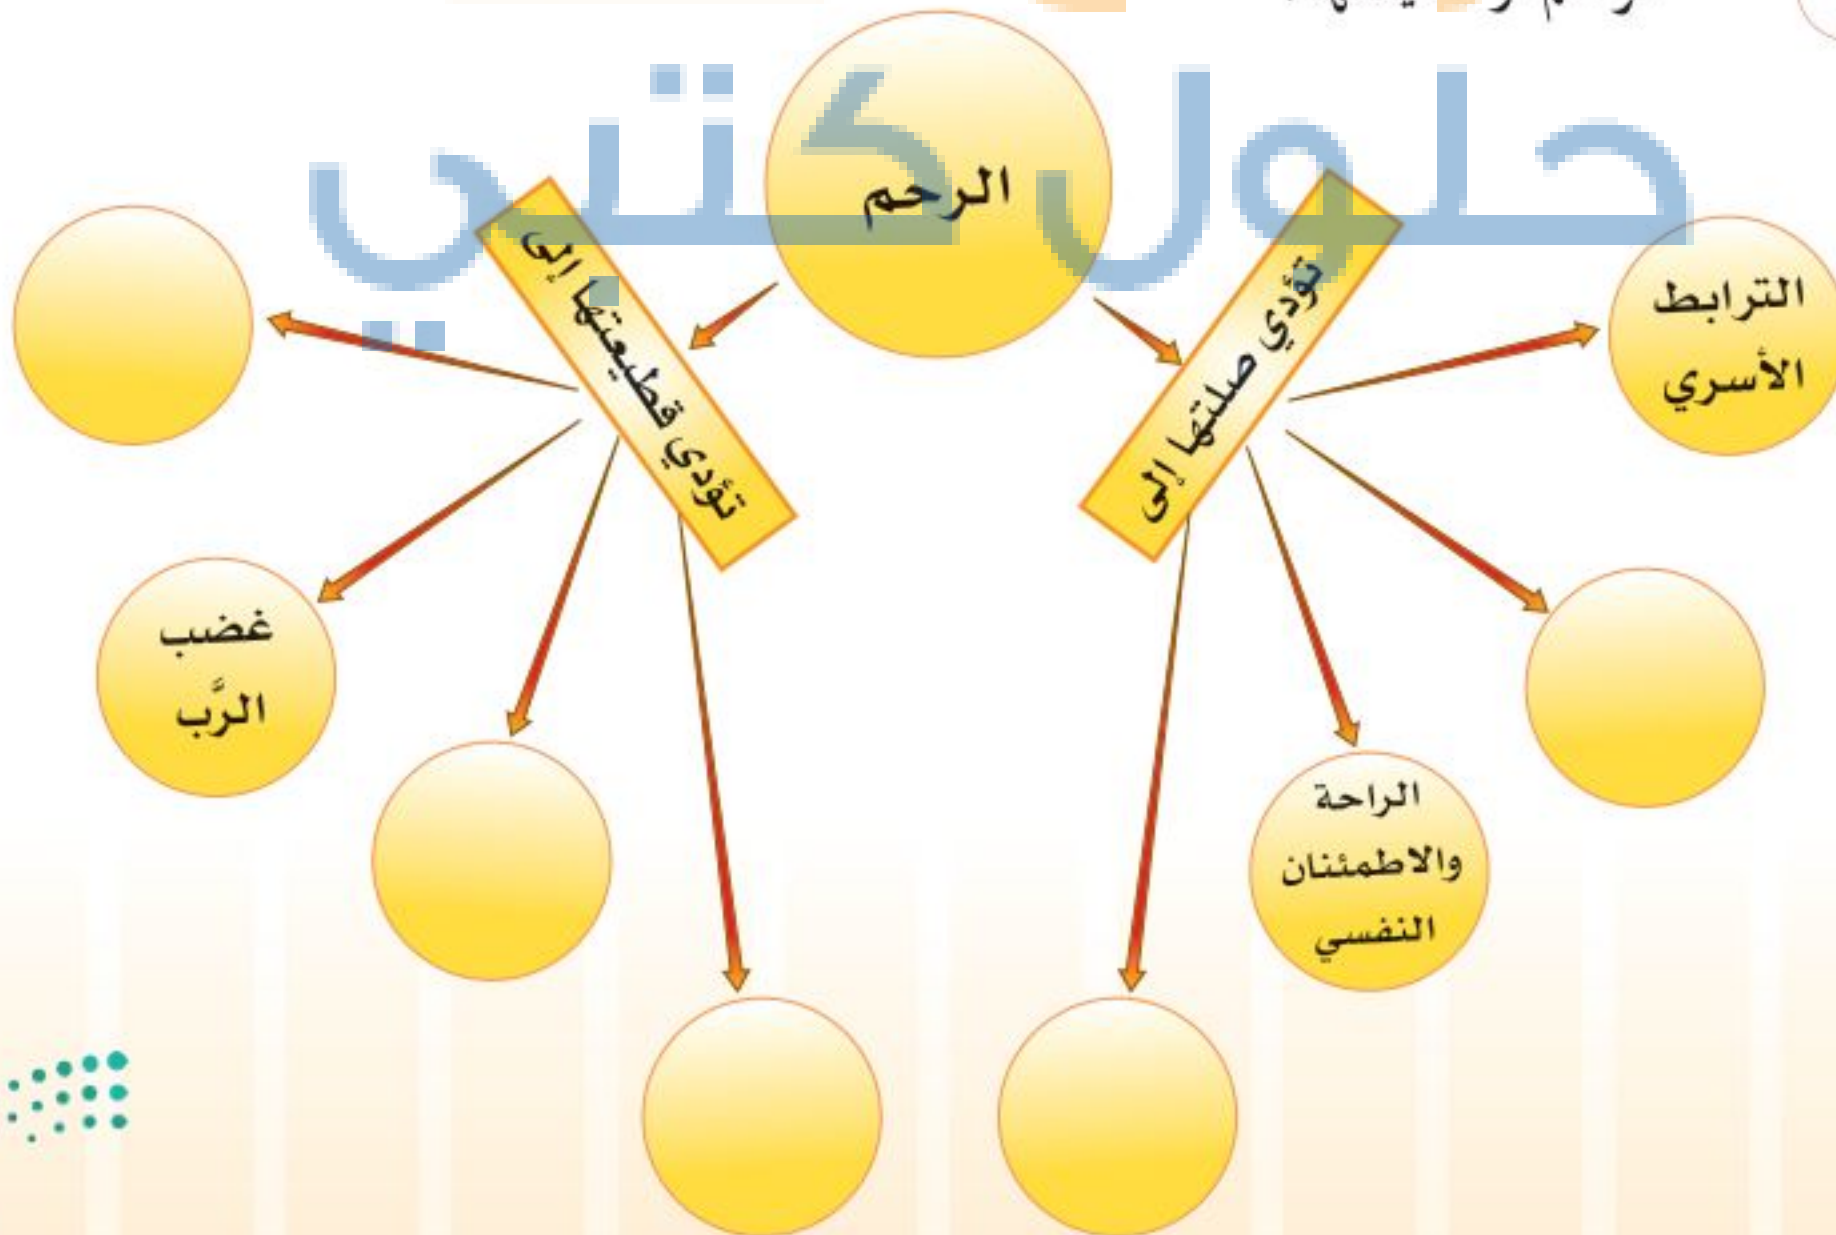 حلول كتبي
الرحم
تؤدي صلتها إلى
الترابط
الأسري
الراحة
والاطمئنان
النفسي
تؤدي قطيعتها إلى
غضب
الرَّب